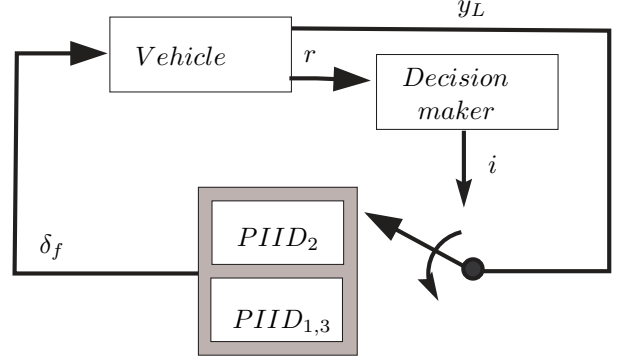 y_L
Vehicle
r
Decision
maker
i
PIID_2
δ_f
PIID_{1,3}